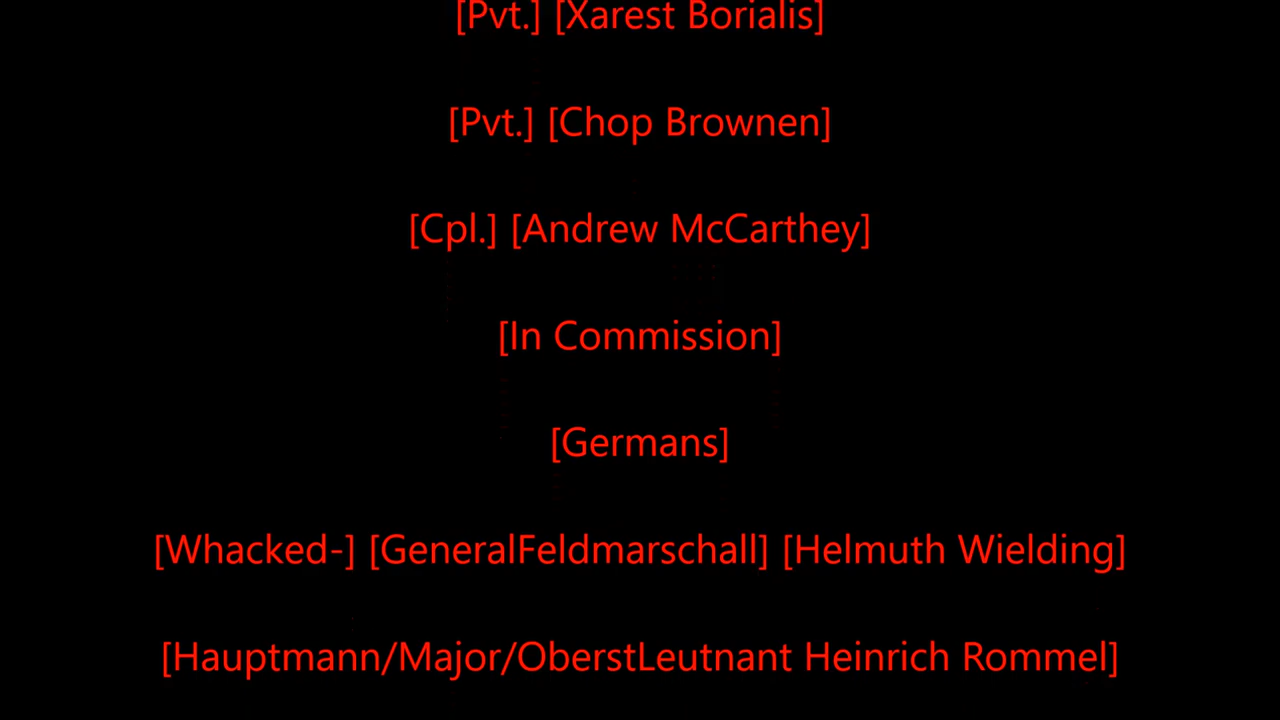 [Pvt.] [Xarest Borialis]
[Pvt.] [Chop Brownen]
[Cpl.] [Andrew McCarthey]
[In Commission]
[Germans]
[Whacked-] [GeneralFeldmarschall] [Helmuth Wielding]
[Hauptmann/Major/OberstLeutnant Heinrich Rommel]